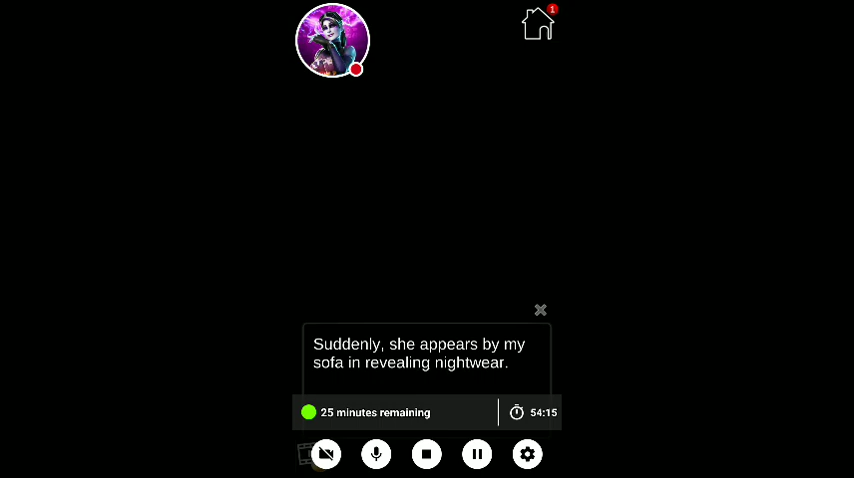 1
Suddenly, she appears by my
sofa in revealing nightwear.
25 minutes remaining
54:15